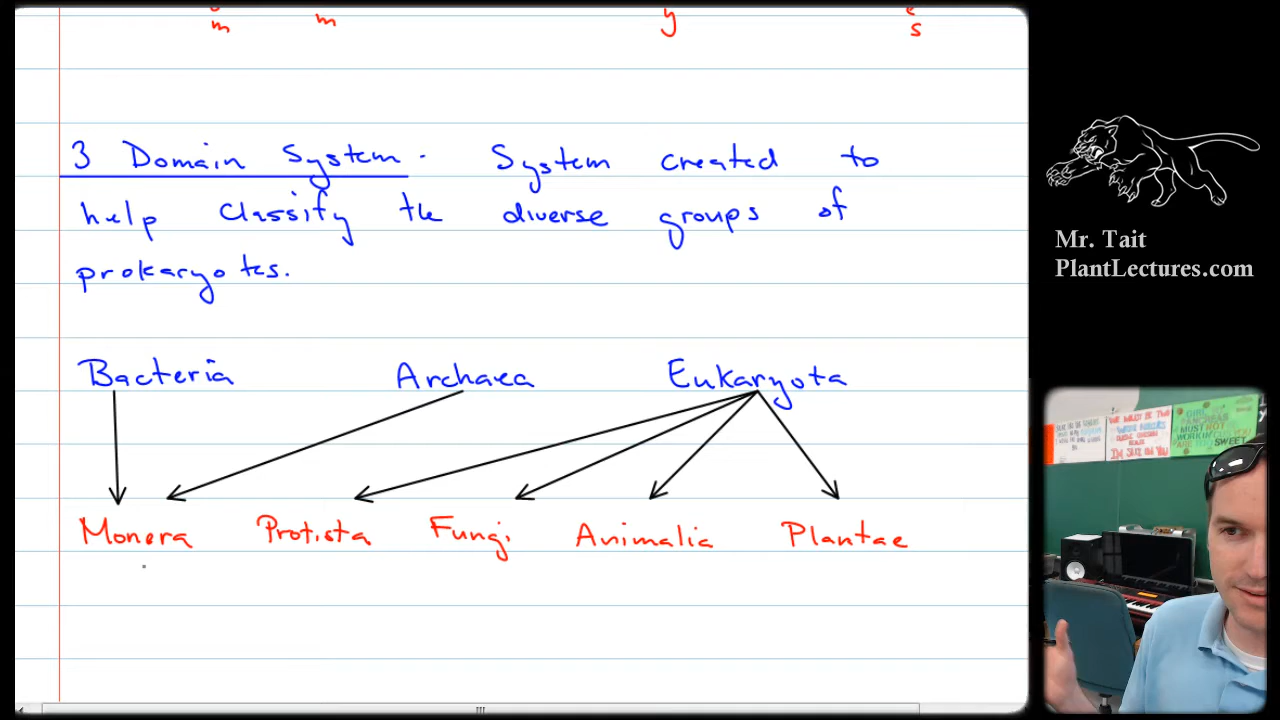 m m y s
3 Domain System - System created to
help classify the diverse groups of
prokaryotes.
Bacteria Archaea Eukaryota
Monera Protista Fungi Animalia Plantae
Mr. Tait
PlantLectures.com